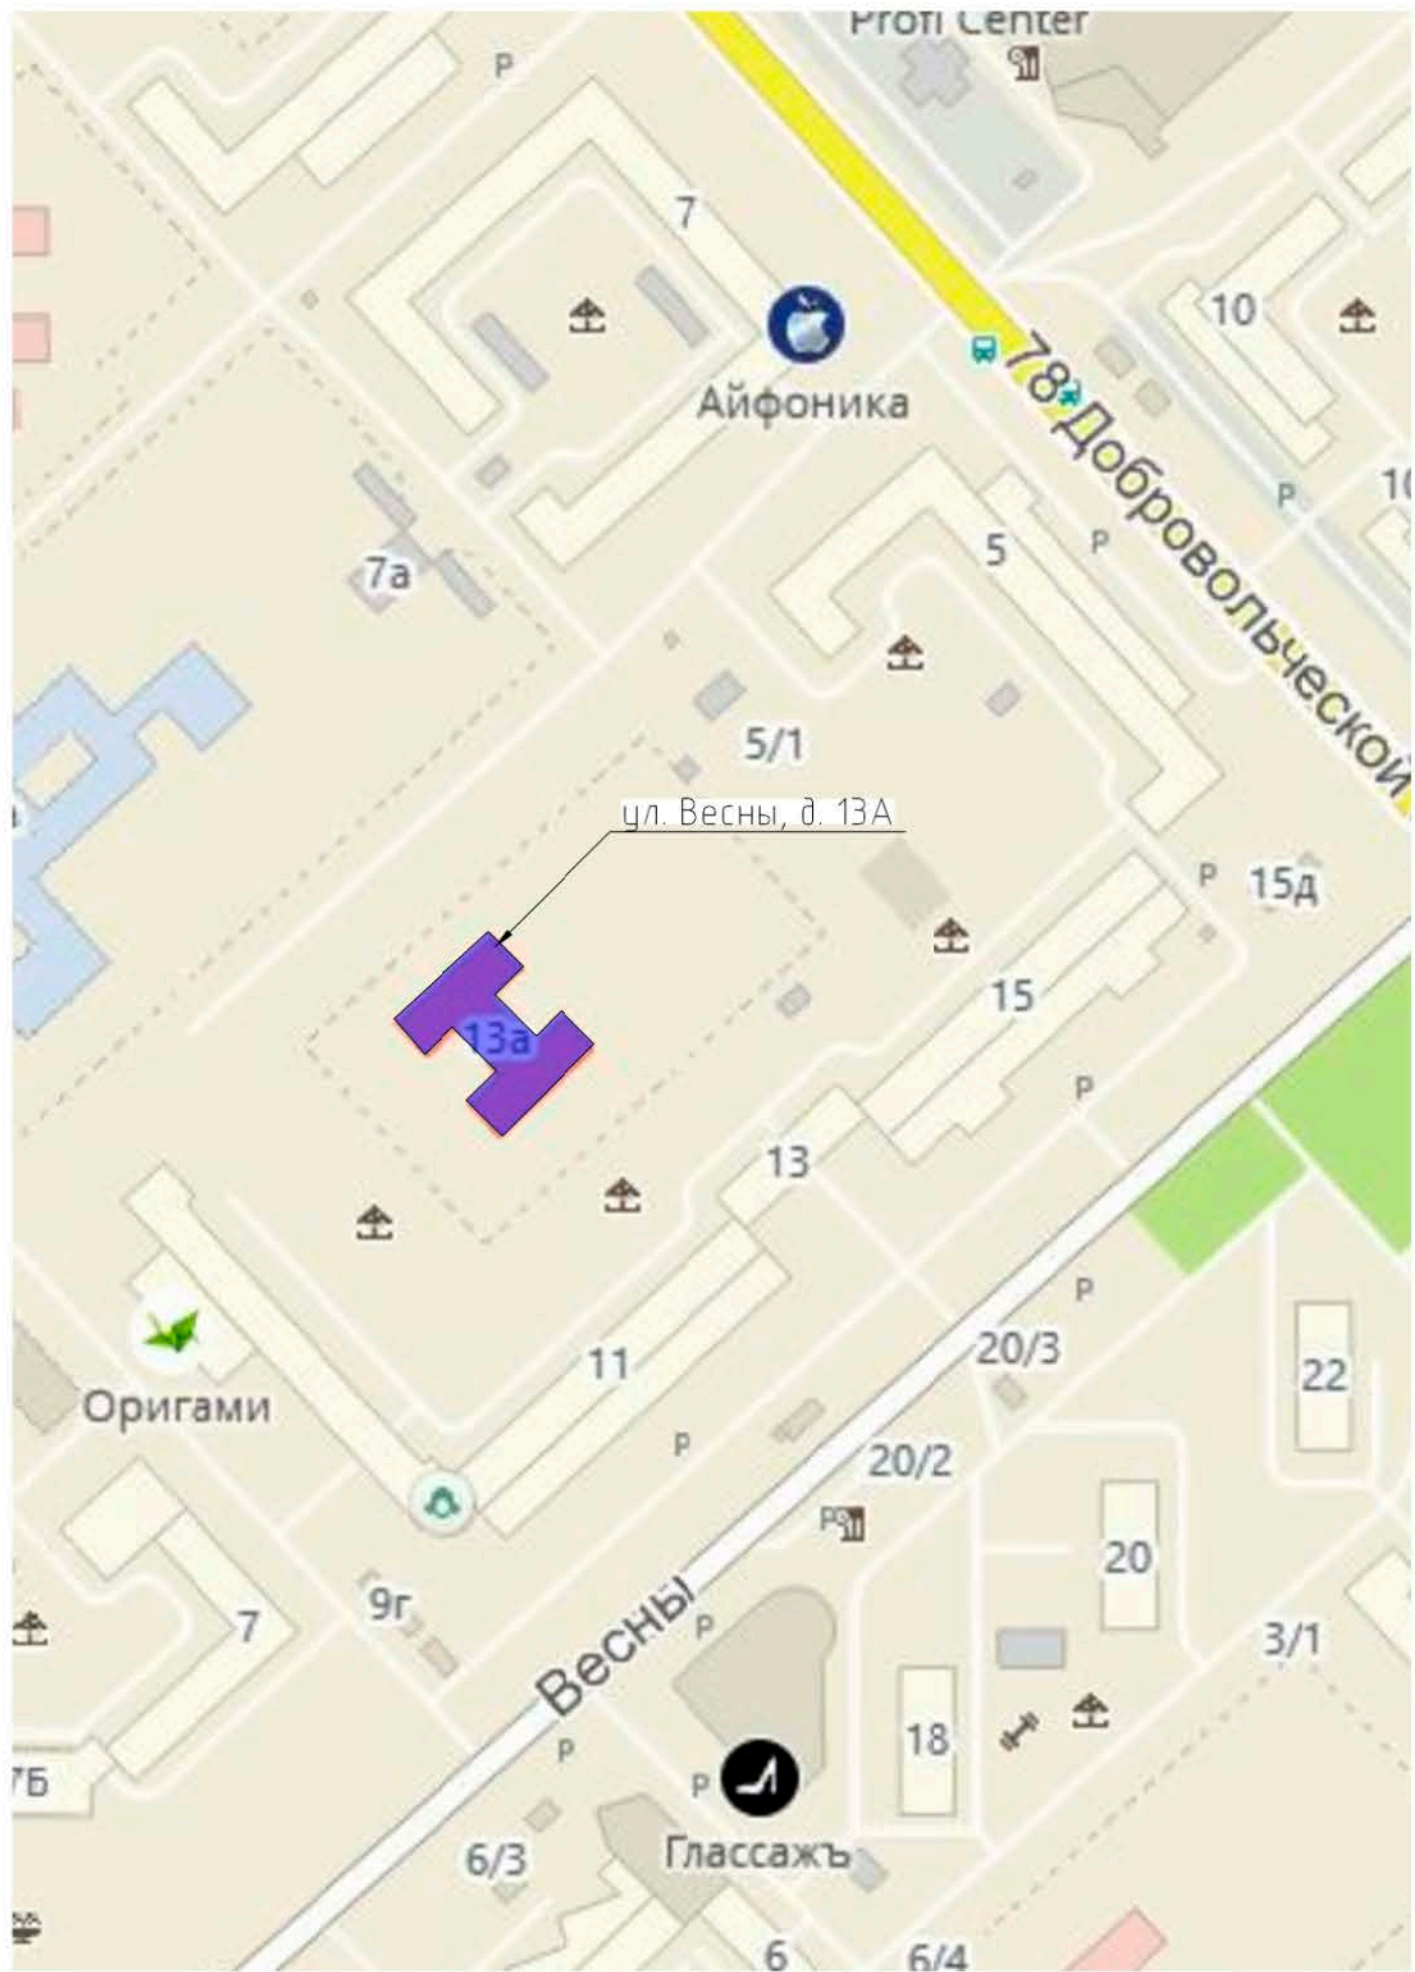 Profi Center
P
7
10
Айфоника
78 Добровольческой
P
5
P
7а
5/1
ул. Весны, д. 13А
P
15д
15
13а
P
13
P
20/3
11
22
Оригами
P
20/2
P
20
9г
7
Весны
P
3/1
18
P
7Б
P
6/3
Глассажъ
6
6/4